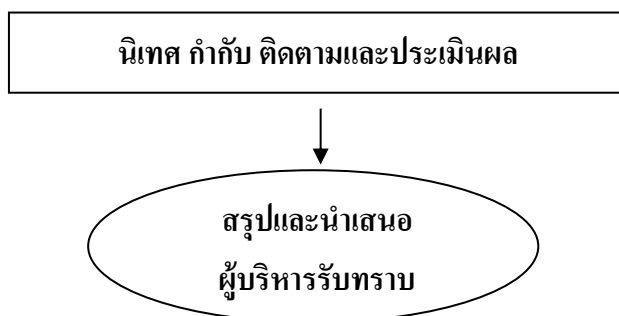 นิเทศ กำกับ ติดตามและประเมินผล
สรุปและนำเสนอ
ผู้บริหารรับทราบ